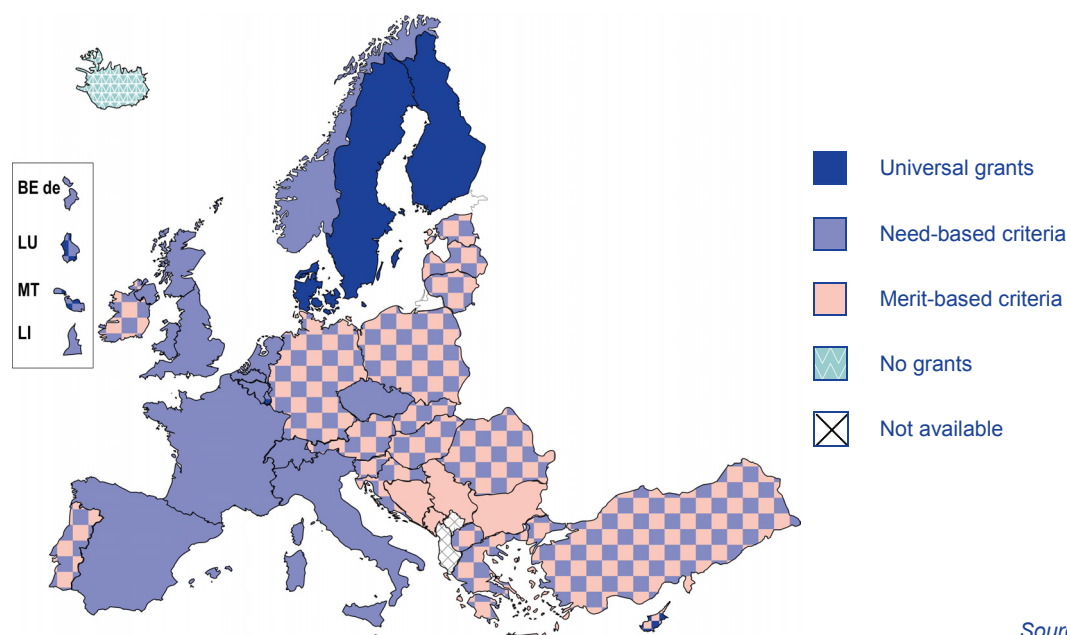 BE de
LU
MT
LI
Universal grants
Need-based criteria
Merit-based criteria
No grants
Not available